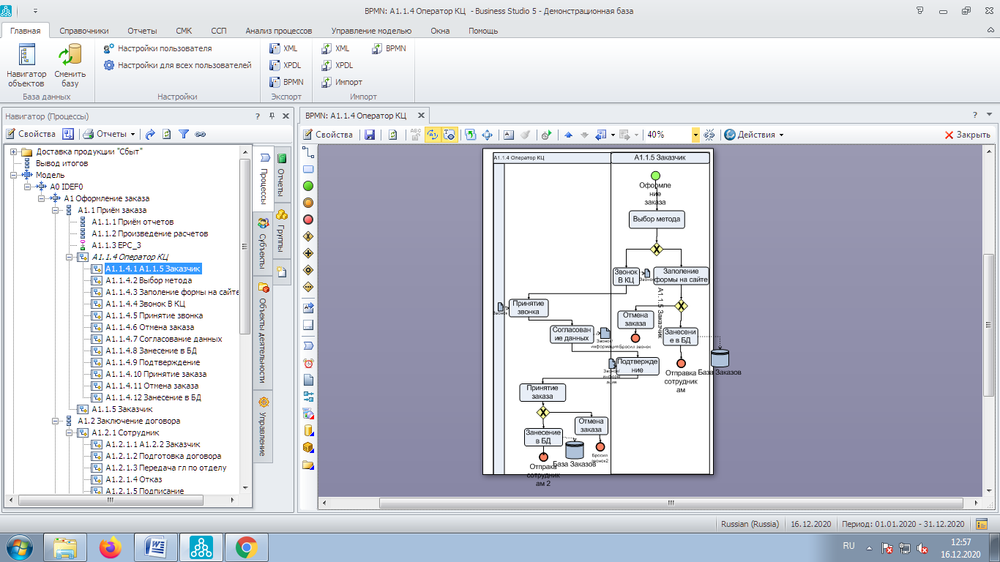 BPMN: A1.1.4 Оператор КЦ - Business Studio 5 - Демонстрационная база
Главная Справочники Отчеты СМК ССП Анализ процессов Управление моделью Окна Помощь
Навигатор объектов
Сменить базу
База данных
Настройки пользователя
Настройки для всех пользователей
Настройки
XML
XPDL
BPMN
Экспорт
XML
XPDL
Импорт
BPMN
Импорт
Навигатор (Процессы)
Свойства Отчеты
Доставка продукции "Сбыт"
Вывод итогов
Модель
A0 IDEF0
A1 Оформление заказа
A1.1 Приём заказа
A1.1.1 Приём отчетов
A1.1.2 Произведение расчетов
A1.1.3 EPC_3
A1.1.4 Оператор КЦ
A1.1.4.1 A1.1.5 Заказчик
A1.1.4.2 Выбор метода
A1.1.4.3 Заполение формы на сайте
A1.1.4.4 Звонок В КЦ
A1.1.4.5 Принятие звонка
A1.1.4.6 Отмена заказа
A1.1.4.7 Согласование данных
A1.1.4.8 Занесение в БД
A1.1.4.9 Подтверждение
A1.1.4.10 Принятие заказа
A1.1.4.11 Отмена заказа
A1.1.4.12 Занесение в БД
A1.1.5 Заказчик
A1.2 Заключение договора
A1.2.1 Сотрудник
A1.2.1.1 A1.2.2 Заказчик
A1.2.1.2 Подготовка договора
A1.2.1.3 Передача гл по отделу
A1.2.1.4 Отказ
A1.2.1.5 Подписание
Процессы
Субъекты
Объекты деятельности
Управление
Отчеты
Группы
BPMN: A1.1.4 Оператор КЦ
Свойства ABC 40% Действия Закрыть
A1.1.4 Оператор КЦ
A1.1.5 Заказчик
Оформле
ние
заказа
Выбор метода
Звонок
В КЦ
Звонок
Заполение
формы на сайте
A1.1.5 Заказчик
Звонок
Принятие
звонка
Отмена
заказа
Бросил звонок
Согласован
ие данных
Звонок/
информация
Занесени
е в БД
База Заказов
Отправка
сотрудник
ам
Звонок/
информ
ация
Подтвержде
ние
Принятие
заказа
Отмена
заказа
Бросил
звонок2
Занесение
в БД
База Заказов
Отправка
сотрудник
ам 2
Russian (Russia) 16.12.2020 Период: 01.01.2020 - 31.12.2020
RU
12:57
16.12.2020